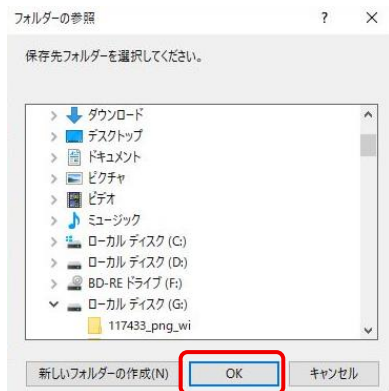 フォルダーの参照 ? ×
保存先フォルダーを選択してください。
ダウンロード
デスクトップ
ドキュメント
ピクチャ
ビデオ
ミュージック
ローカル ディスク (C:)
ローカル ディスク (D:)
BD-RE ドライブ (F:)
ローカル ディスク (G:)
117433_png_wi
新しいフォルダーの作成(N) OK キャンセル